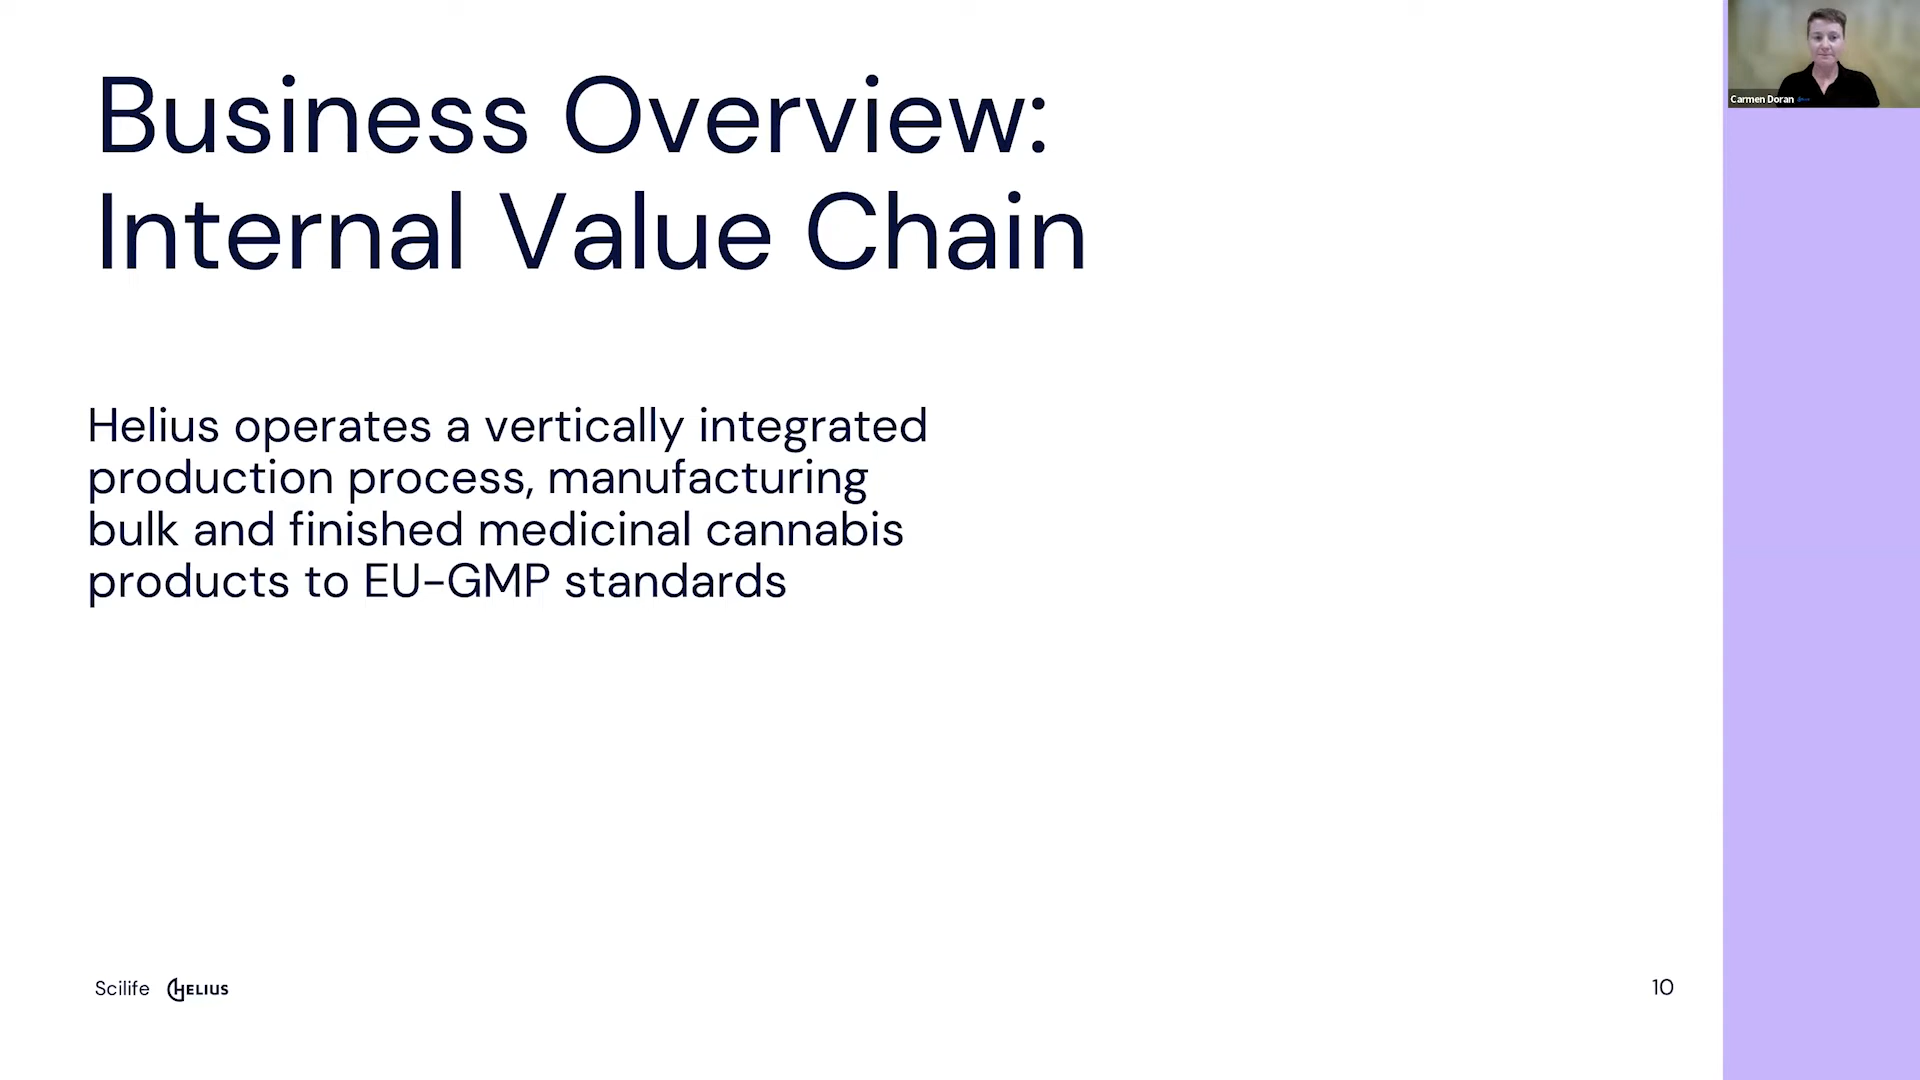 Business Overview:
Internal Value Chain
Carmen Doran
Helius operates a vertically integrated
production process, manufacturing
bulk and finished medicinal cannabis
products to EU-GMP standards
Scilife HELIUS
10